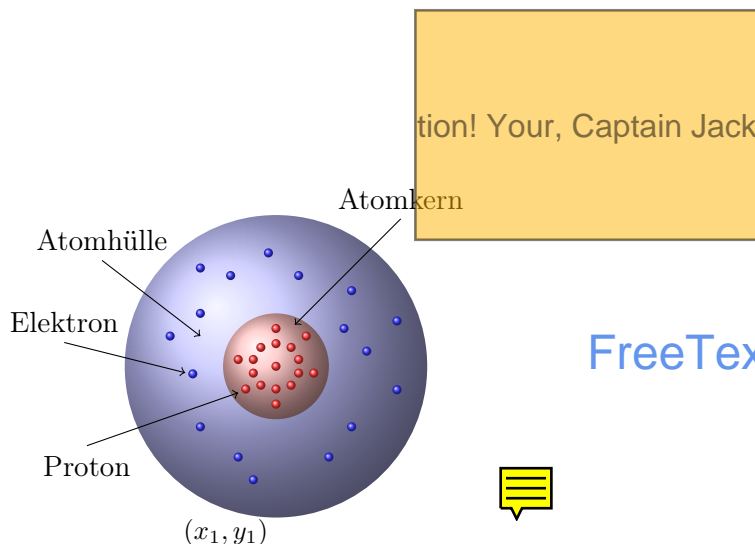 tion! Your, Captain Jack
Atomkern
Atomhülle
Elektron
FreeTex
Proton
(x₁, y₁)